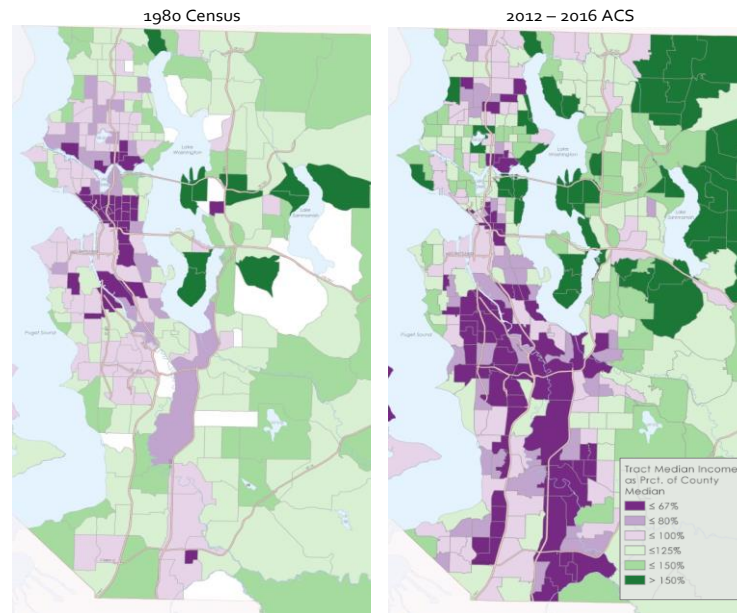 1980 Census
2012 – 2016 ACS
Lake
Washington
Lake
Sammamish
Puget Sound
Lake
Washington
Lake
Sammamish
Puget Sound
Tract Median Income
as Prct. of County
Median
≤ 67%
≤ 80%
≤ 100%
≤125%
≤ 150%
> 150%